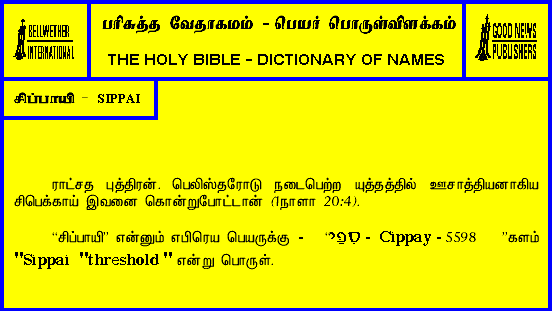 BELLWETHER
INTERNATIONAL
பரிசுத்த வேதாகமம் - பெயர் பொருள்விளக்கம்
THE HOLY BIBLE - DICTIONARY OF NAMES
GOOD NEWS
PUBLISHERS
சிப்பாயி - SIPPAI
ராட்சத புத்திரன். பெலிஸ்தரோடு நடைபெற்ற யுத்தத்தில் ஊசாத்தியனாகிய
சிபெக்காய் இவனை கொன்றுபோட்டான் (1நாளா 20:4).
“சிப்பாயி” என்னும் எபிரெய பெயருக்கு - ‘סִפַּי - Cippay - 5598 ”களம்
"Sippai "threshold" என்று பொருள்.